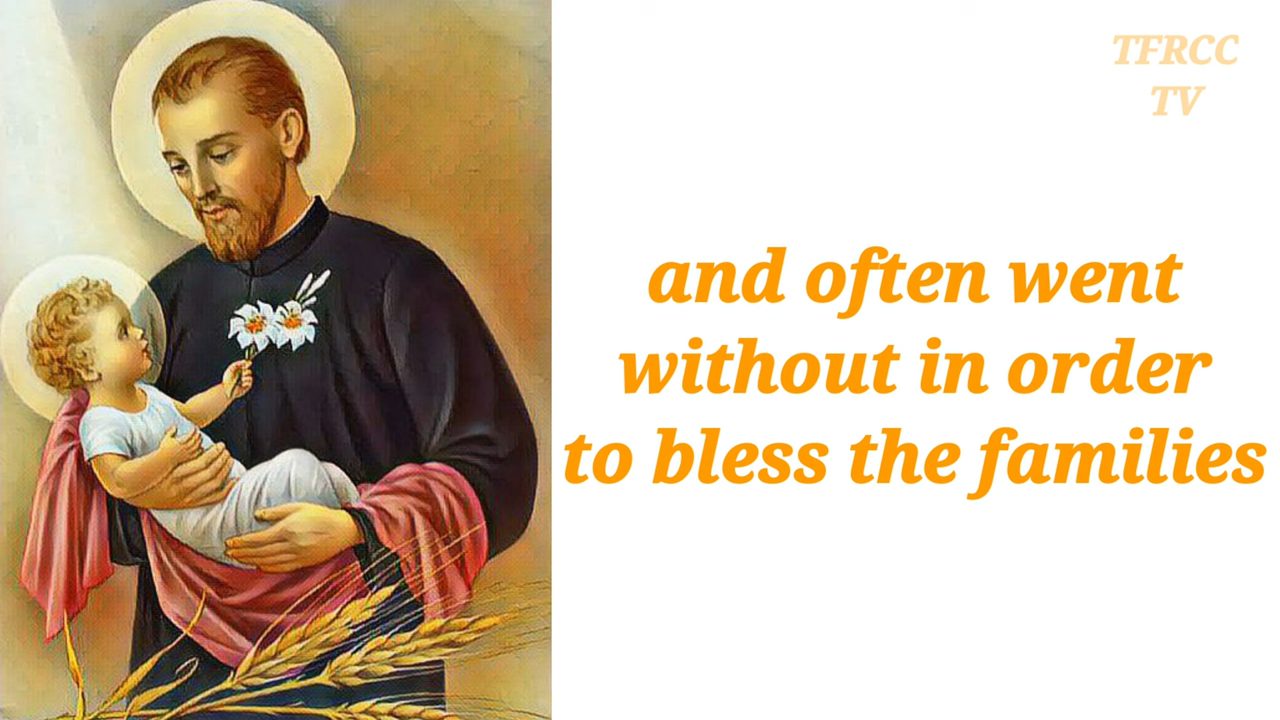 TFRCC
TV
and often went
without in order
to bless the families